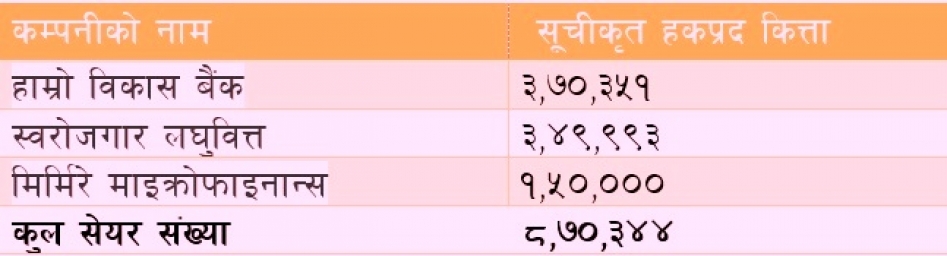 कम्पनीको नाम सूचीकृत हकप्रद कित्ता
हाम्रो विकास बैंक ३,७०,३५१
स्वरोजगार लघुवित्त ३,४९,९९३
मिर्मिरे माइक्रोफाइनान्स १,५०,०००
कुल सेयर संख्या ८,७०,३४४